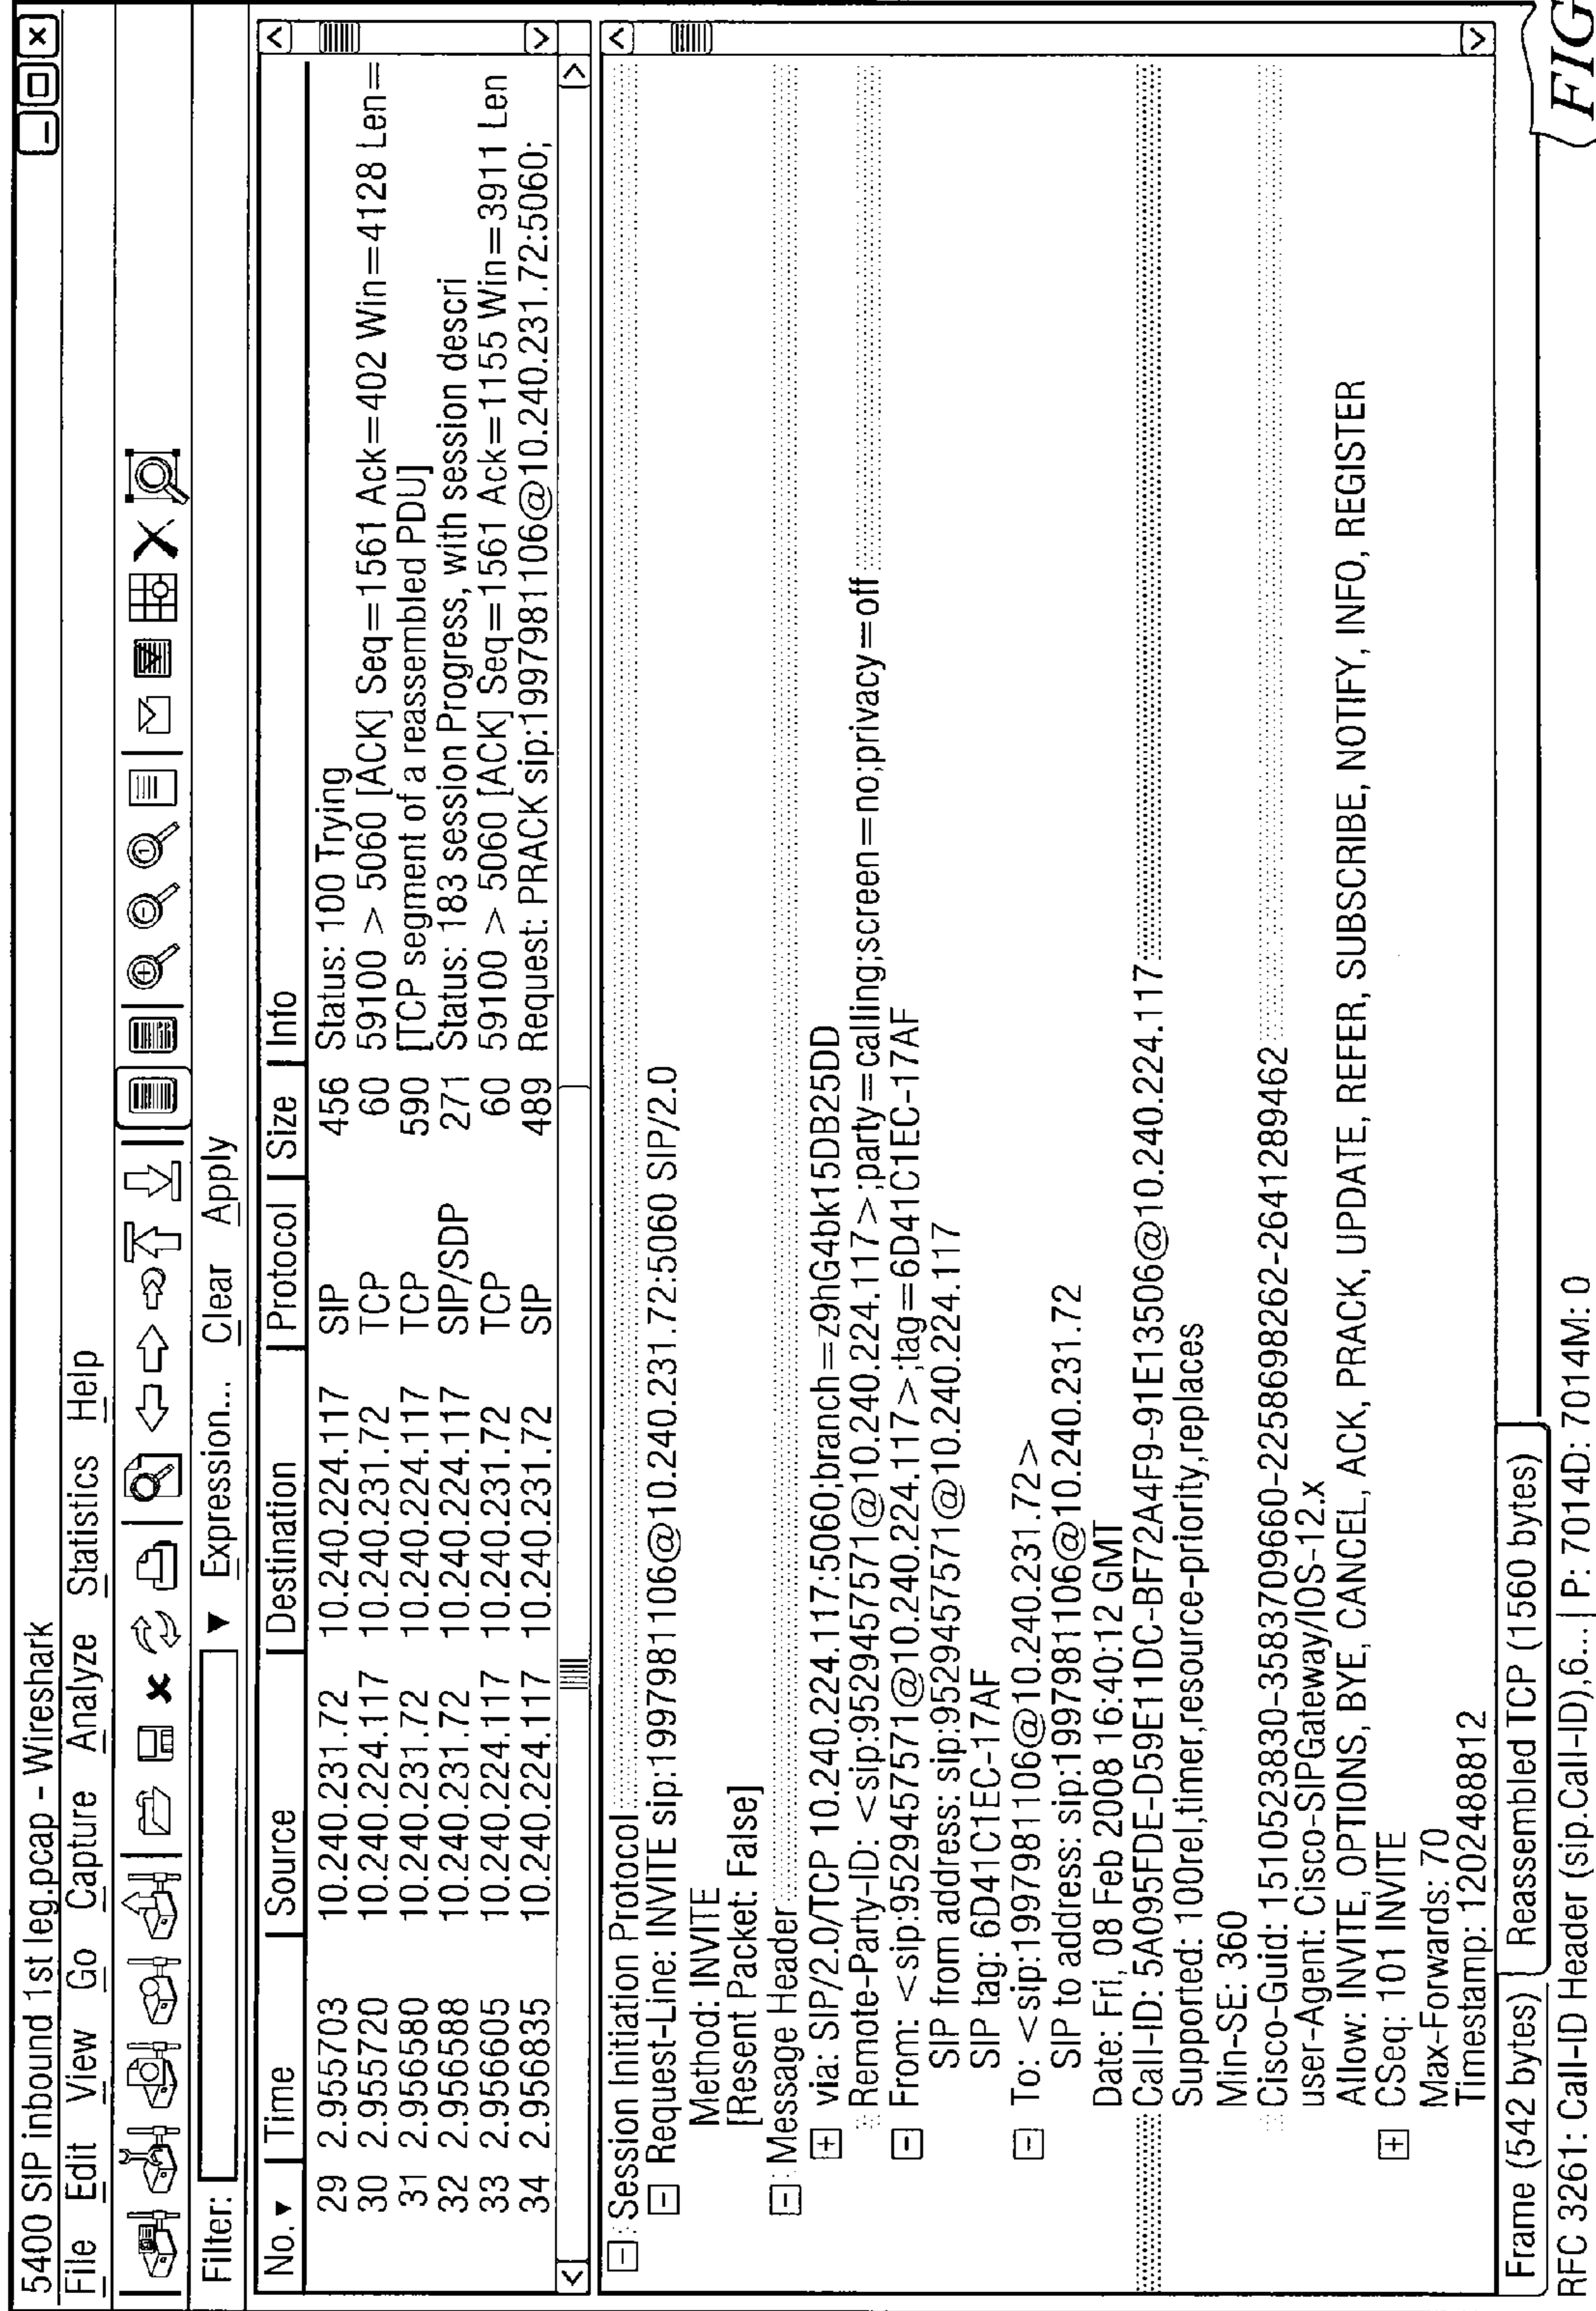 5400 SIP inbound 1st leg.pcap - Wireshark
File Edit View Go Capture Analyze Statistics Help
Filter: Expression... Clear Apply
No. Time Source Destination Protocol Size Info
29 2.955703 10.240.231.72 10.240.224.117 SIP 456 Status: 100 Trying
30 2.955720 10.240.224.117 10.240.231.72 TCP 60 59100 > 5060 [ACK] Seq=1561 Ack=402 Win=4128 Len=
31 2.956580 10.240.231.72 10.240.224.117 TCP 590 [TCP segment of a reassembled PDU]
32 2.956588 10.240.231.72 10.240.224.117 SIP/SDP 271 Status: 183 session Progress, with session descri
33 2.956605 10.240.224.117 10.240.231.72 TCP 60 59100 > 5060 [ACK] Seq=1561 Ack=1155 Win=3911 Len
34 2.956835 10.240.224.117 10.240.231.72 SIP 489 Request: PRACK sip:19979811106@10.240.231.72:5060;
Session Initiation Protocol
Request-Line: INVITE sip:19979811106@10.240.231.72:5060 SIP/2.0
Method: INVITE
[Resent Packet: False]
Message Header
via: SIP/2.0/TCP 10.240.224.117:5060;branch=z9hG4bk15DB25DD
Remote-Party-ID: <sip:9529457571@10.240.224.117>;party=calling;screen=no;privacy=off
From: <sip:9529457571@10.240.224.117>;tag=6D41C1EC-17AF
SIP from address: sip:9529457571@10.240.224.117
SIP tag: 6D41C1EC-17AF
To: <sip:19979811106@10.240.231.72>
SIP to address: sip:19979811106@10.240.231.72
Date: Fri, 08 Feb 2008 16:40:12 GMT
Call-ID: 5A095FDE-D59E11DC-BF72A4F9-91E13506@10.240.224.117
Supported: 100rel,timer,resource-priority,replaces
Min-SE: 360
Cisco-Guid: 1510523830-3583709660-2258698262-2641289462
user-Agent: Cisco-SIPGateway/IOS-12.x
Allow: INVITE, OPTIONS, BYE, CANCEL, ACK, PRACK, UPDATE, REFER, SUBSCRIBE, NOTIFY, INFO, REGISTER
CSeq: 101 INVITE
Max-Forwards: 70
Timestamp: 1202488812
Frame (542 bytes) Reassembled TCP (1560 bytes)
RFC 3261: Call-ID Header (sip.Call-ID),6... P: 7014D: 7014M: 0
FIG